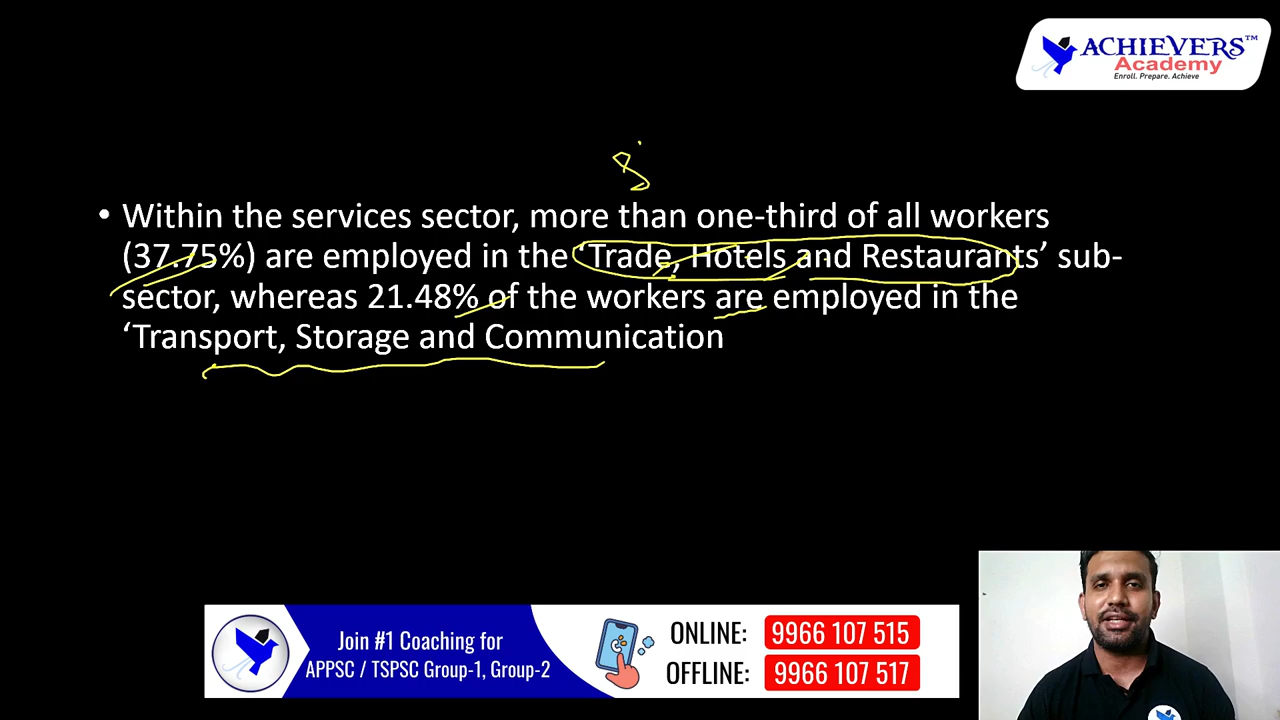 ACHIEVERS™
Academy
Enroll. Prepare. Achieve
• Within the services sector, more than one-third of all workers
(37.75%) are employed in the ‘Trade, Hotels and Restaurants’ sub-
sector, whereas 21.48% of the workers are employed in the
‘Transport, Storage and Communication
Join #1 Coaching for
APPSC / TSPSC Group-1, Group-2
ONLINE: 9966 107 515
OFFLINE: 9966 107 517